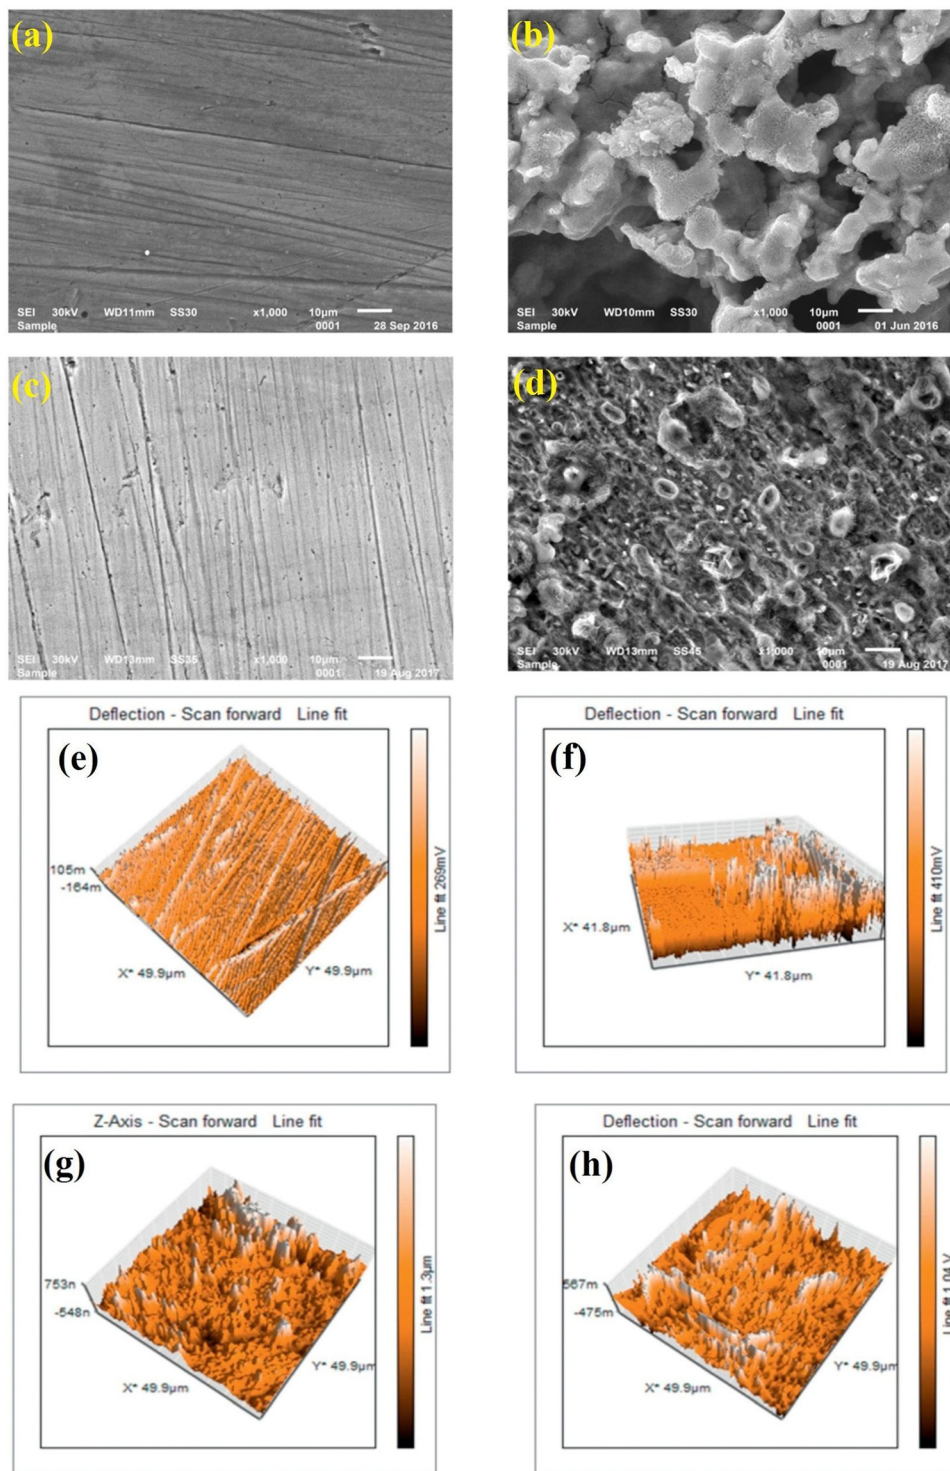 (a)
SEI 30kV WD11mm SS30 x1,000 10µm
Sample 0001 28 Sep 2016
(b)
SEI 30kV WD10mm SS30 x1,000 10µm
Sample 0001 01 Jun 2016
(c)
SEI 30kV WD13mm SS35 x1,000 10µm
Sample 0001 19 Aug 2017
(d)
SEI 30kV WD13mm SS45 x1,000 10µm
Sample 0001 19 Aug 2017
Deflection - Scan forward Line fit
(e)
105m
-164m
X* 49.9µm
Y* 49.9µm
Line fit 269mV
Deflection - Scan forward Line fit
(f)
X* 41.8µm
Y* 41.8µm
Line fit 410mV
Z-Axis - Scan forward Line fit
(g)
753n
-548n
X* 49.9µm
Y* 49.9µm
Line fit 1.3µm
Deflection - Scan forward Line fit
(h)
567m
-475m
X* 49.9µm
Y* 49.9µm
Line fit 1.04 V